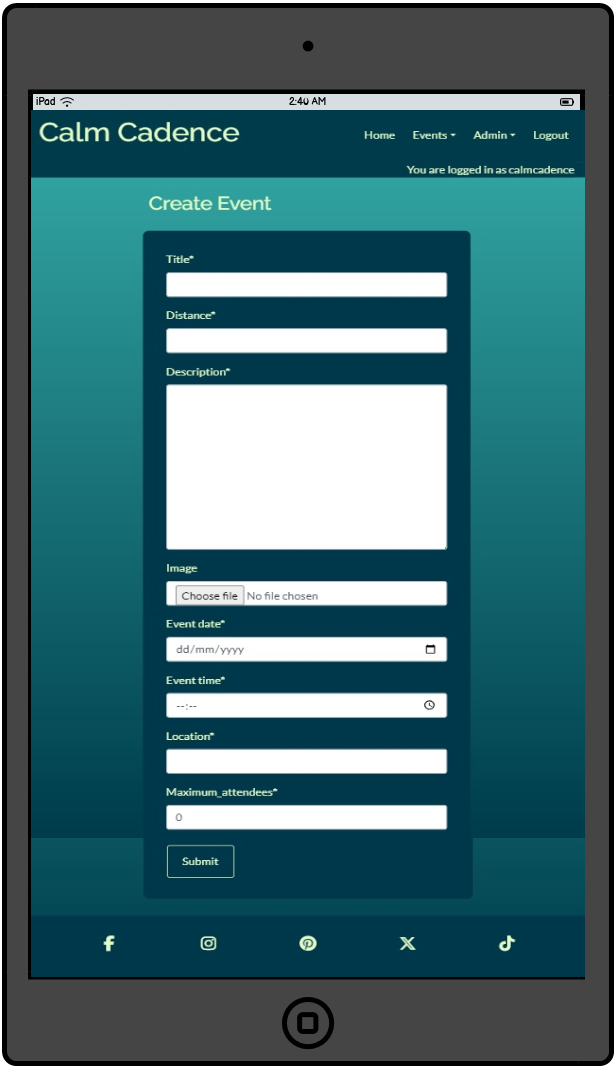 iPad 2:40 AM
Calm Cadence Home Events Admin Logout
You are logged in as calmcadence
Create Event
Title*
Distance*
Description*
Image
Choose file No file chosen
Event date*
dd/mm/yyyy
Event time*
--:--
Location*
Maximum_attendees*
0
Submit